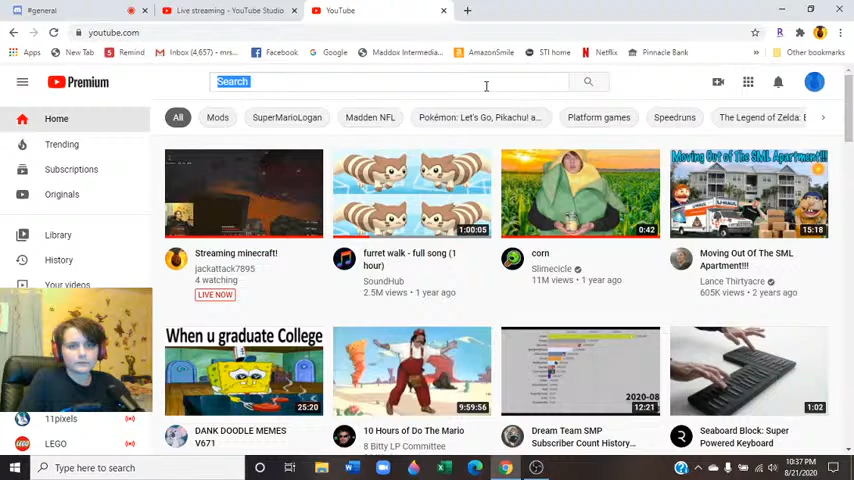 #general
Live streaming - YouTube Studio
YouTube
youtube.com
Apps
New Tab
Remind
Inbox (4,657) - mrs...
Facebook
Google
Maddox Intermedia...
AmazonSmile
STI home
Netflix
Pinnacle Bank
Other bookmarks
Premium
Search
Home
Trending
Subscriptions
Originals
Library
History
Your videos
11pixels
LEGO
All
Mods
SuperMarioLogan
Madden NFL
Pokémon: Let's Go, Pikachu! a...
Platform games
Speedruns
The Legend of Zelda: B
1:00:05
0:42
Moving Out Of The SML Apartment!!!
U-HAUL
15:18
Streaming minecraft!
jackattack7895
4 watching
LIVE NOW
furret walk - full song (1
hour)
SoundHub
2.5M views • 1 year ago
corn
Slimecicle
11M views • 1 year ago
Moving Out Of The SML
Apartment!!!
Lance Thirtyacre
605K views • 2 years ago
When u graduate College
25:20
9:59:56
2020-08
12:21
1:02
DANK DOODLE MEMES
V671
10 Hours of Do The Mario
8 Bitty LP Committee
Dream Team SMP
Subscriber Count History...
Seaboard Block: Super
Powered Keyboard
Type here to search
10:37 PM
8/21/2020